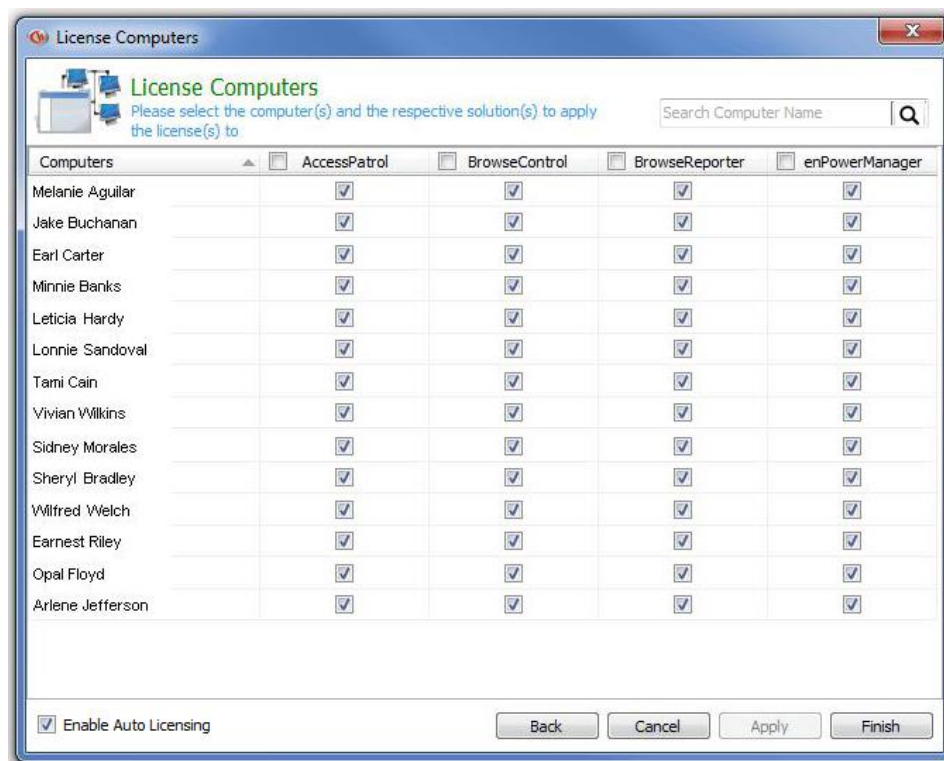 License Computers
License Computers
Please select the computer(s) and the respective solution(s) to apply
the license(s) to
Search Computer Name
Computers AccessPatrol BrowseControl BrowseReporter enPowerManager
Melanie Aguilar
Jake Buchanan
Earl Carter
Minnie Banks
Leticia Hardy
Lonnie Sandoval
Tami Cain
Vivian Wilkins
Sidney Morales
Sheryl Bradley
Wilfred Welch
Earnest Riley
Opal Floyd
Arlene Jefferson
Enable Auto Licensing Back Cancel Apply Finish